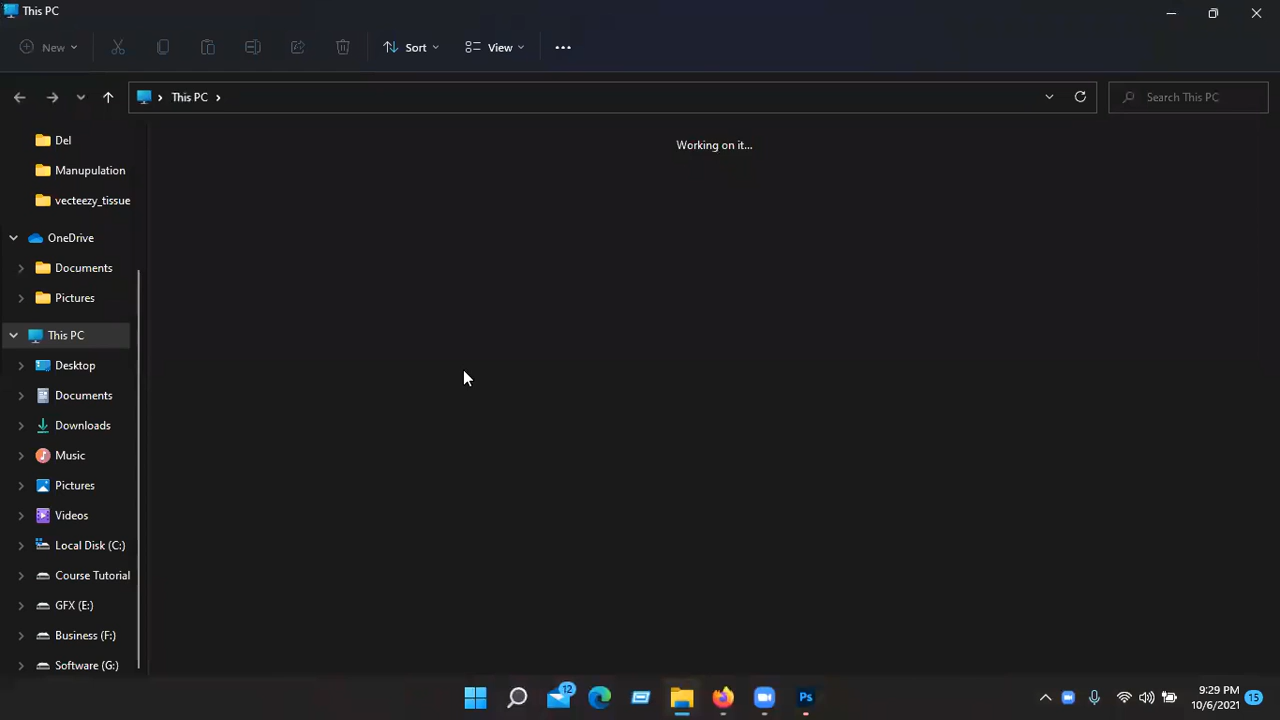 This PC
New
Sort
View
This PC
Search This PC
Working on it...
Del
Manupulation
vecteezy_tissue
OneDrive
Documents
Pictures
This PC
Desktop
Documents
Downloads
Music
Pictures
Videos
Local Disk (C:)
Course Tutorial
GFX (E:)
Business (F:)
Software (G:)
12
Ps
9:29 PM
10/6/2021
15